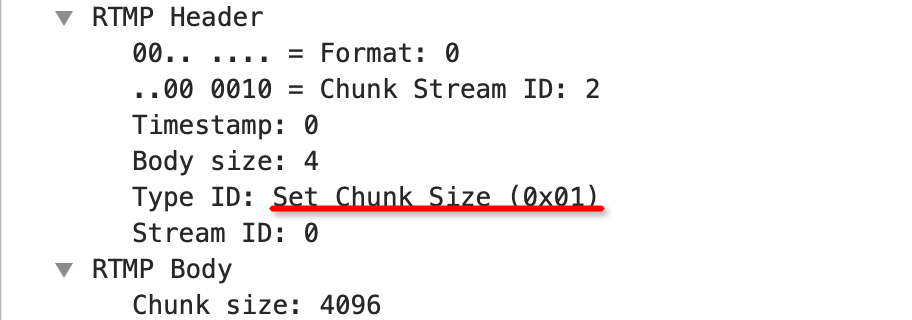 RTMP Header
00.. .... = Format: 0
..00 0010 = Chunk Stream ID: 2
Timestamp: 0
Body size: 4
Type ID: Set Chunk Size (0x01)
Stream ID: 0
RTMP Body
Chunk size: 4096